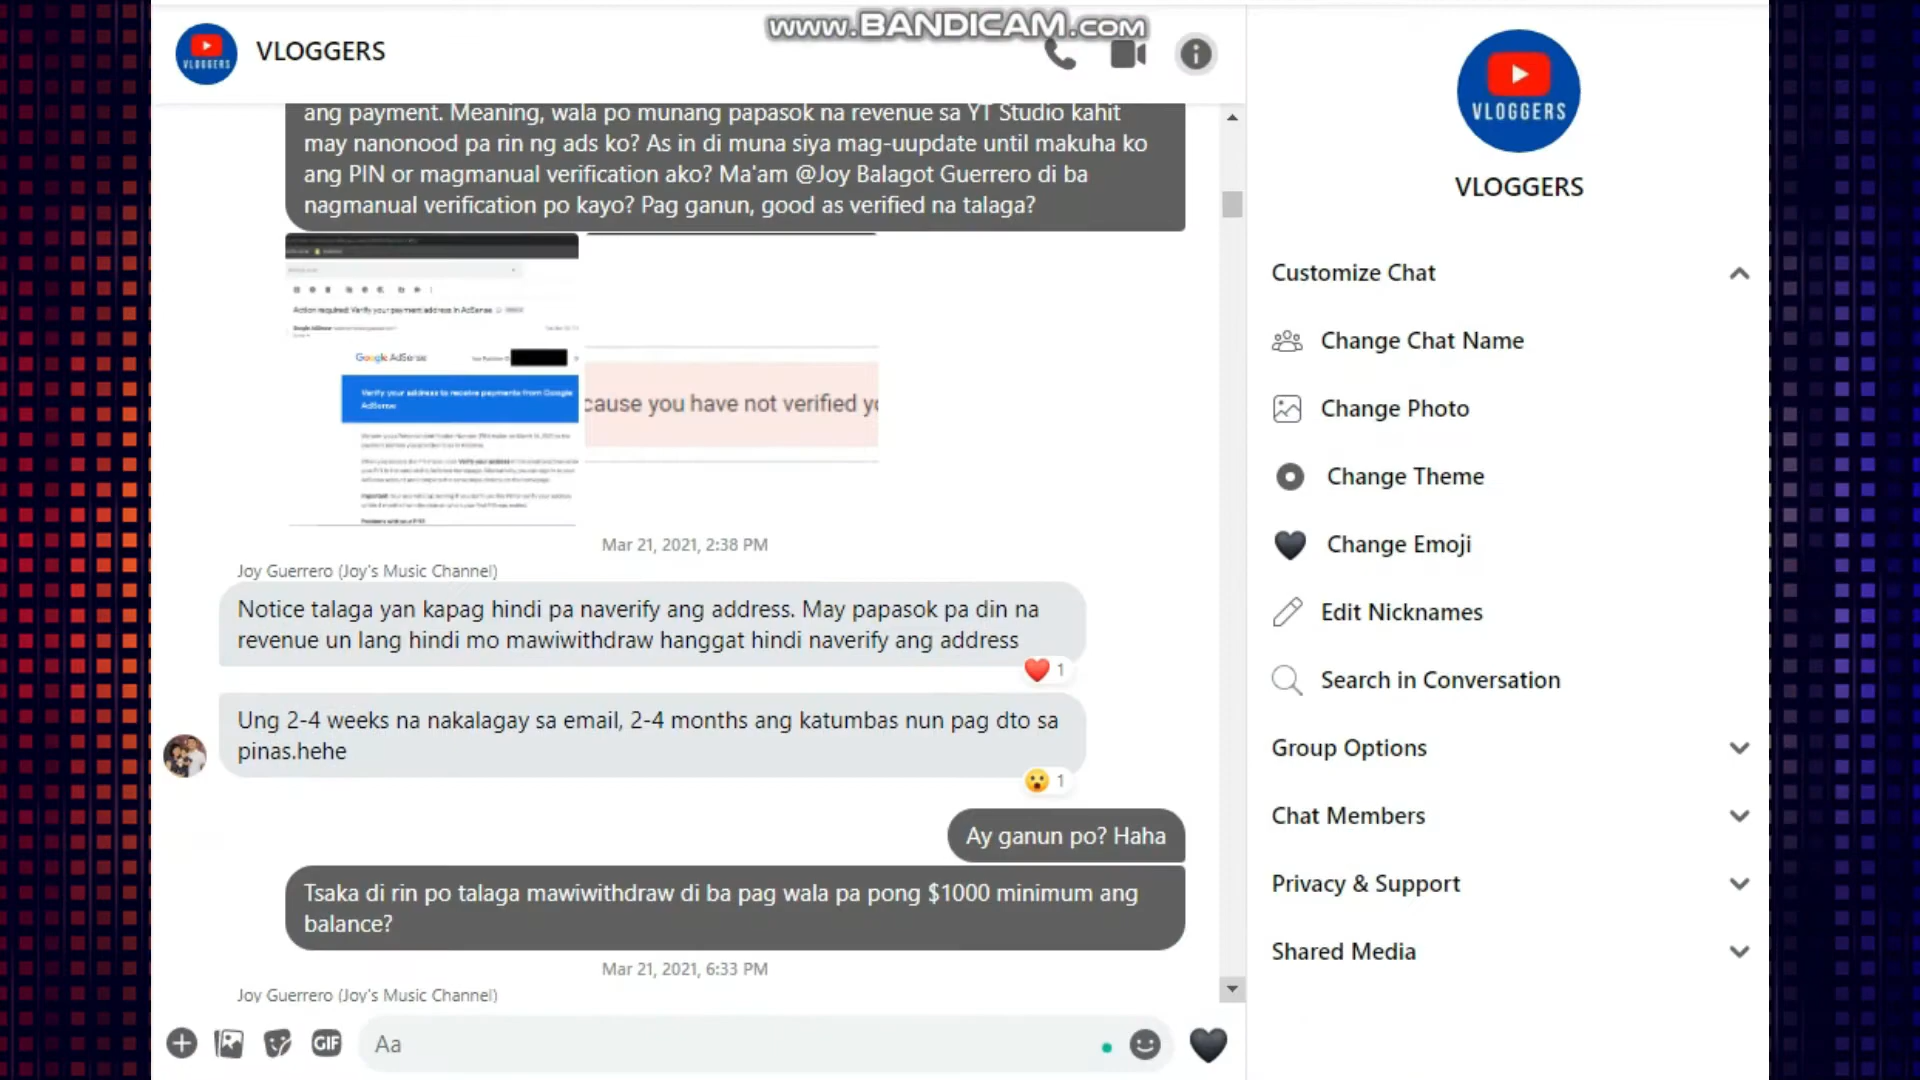 www.BANDICAM.com
VLOGGERS
VLOGGERS
ang payment. Meaning, wala po munang papasok na revenue sa YT Studio kahit
may nanonood pa rin ng ads ko? As in di muna siya mag-uupdate until makuha ko
ang PIN or magmanual verification ako? Ma'am @Joy Balagot Guerrero di ba
nagmanual verification po kayo? Pag ganun, good as verified na talaga?
Action required: Verify your payment address in AdSense
Google AdSense
Verify your address to receive payments from Google
AdSense
cause you have not verified
Mar 21, 2021, 2:38 PM
Joy Guerrero (Joy's Music Channel)
Notice talaga yan kapag hindi pa naverify ang address. May papasok pa din na
revenue un lang hindi mo mawiwithdraw hanggat hindi naverify ang address
1
Ung 2-4 weeks na nakalagay sa email, 2-4 months ang katumbas nun pag dto sa
pinas.hehe
1
Ay ganun po? Haha
Tsaka di rin po talaga mawiwithdraw di ba pag wala pa pong $1000 minimum ang
balance?
Mar 21, 2021, 6:33 PM
Joy Guerrero (Joy's Music Channel)
GIF
Aa
VLOGGERS
VLOGGERS
Customize Chat
Change Chat Name
Change Photo
Change Theme
Change Emoji
Edit Nicknames
Search in Conversation
Group Options
Chat Members
Privacy & Support
Shared Media